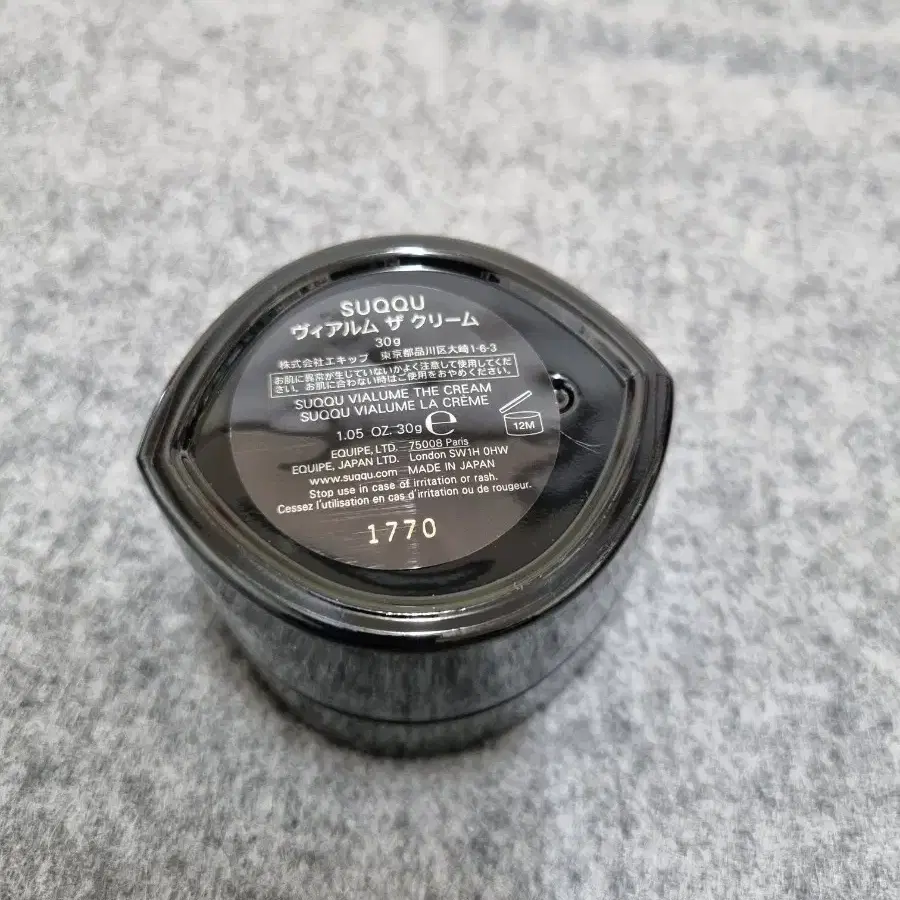 SUQQU
ヴィアルム ザ クリーム
30g
株式会社エキップ 東京都品川区大崎1-6-3
お肌に異常が生じていないかよく注意して使用してくだ
さい。お肌に合わない時はご使用をおやめください。
SUQQU VIALUME THE CREAM
SUQQU VIALUME LA CRÈME
1.05 OZ. 30g ℮
12M
EQUIPE, LTD. 75008 Paris
EQUIPE, JAPAN LTD. London SW1H 0HW
www.suqqu.com MADE IN JAPAN
Stop use in case of irritation or rash.
Cessez l'utilisation en cas d'irritation ou de rougeur.
1770